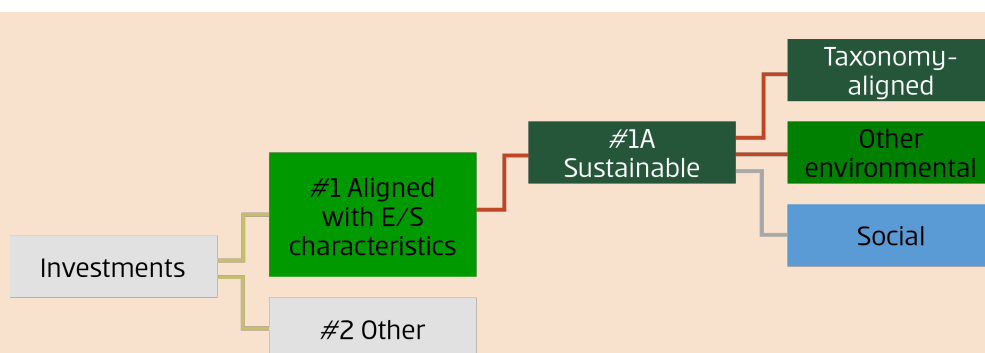 Investments
#1 Aligned
with E/S
characteristics
#2 Other
#1A
Sustainable
Taxonomy-
aligned
Other
environmental
Social